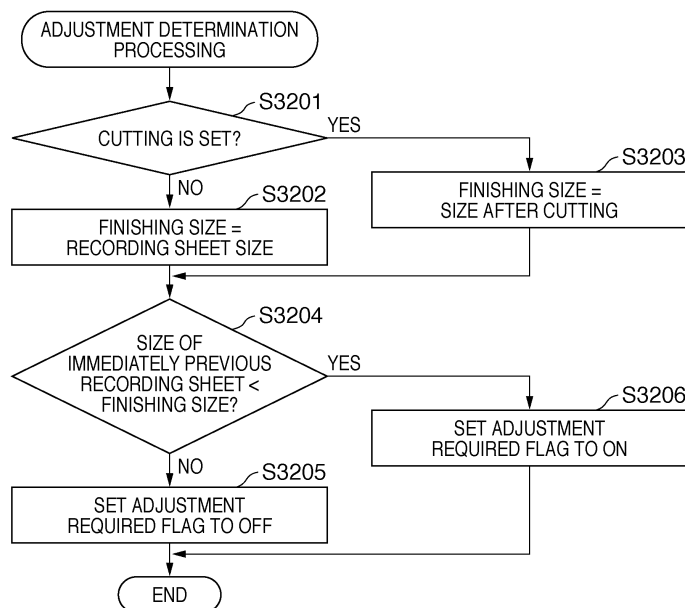 ADJUSTMENT DETERMINATION
PROCESSING
S3201
CUTTING IS SET?
YES
S3203
FINISHING SIZE =
SIZE AFTER CUTTING
NO
S3202
FINISHING SIZE =
RECORDING SHEET SIZE
S3204
SIZE OF
IMMEDIATELY PREVIOUS
RECORDING SHEET <
FINISHING SIZE?
YES
S3206
SET ADJUSTMENT
REQUIRED FLAG TO ON
NO
S3205
SET ADJUSTMENT
REQUIRED FLAG TO OFF
END